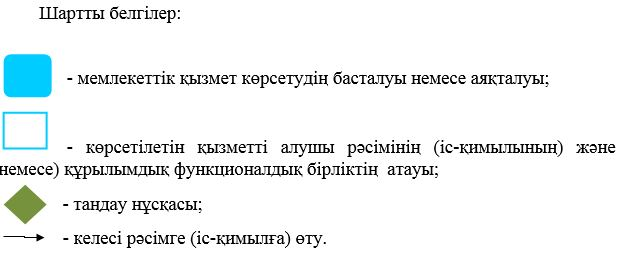 Шартты белгілер:
- мемлекеттік қызмет көрсетудің басталуы немесе аяқталуы;
- көрсетілетін қызметті алушы рәсімінің (іс-қимылының) және
немесе) құрылымдық функционалдық бірліктің атауы;
- таңдау нұсқасы;
- келесі рәсімге (іс-қимылға) өту.